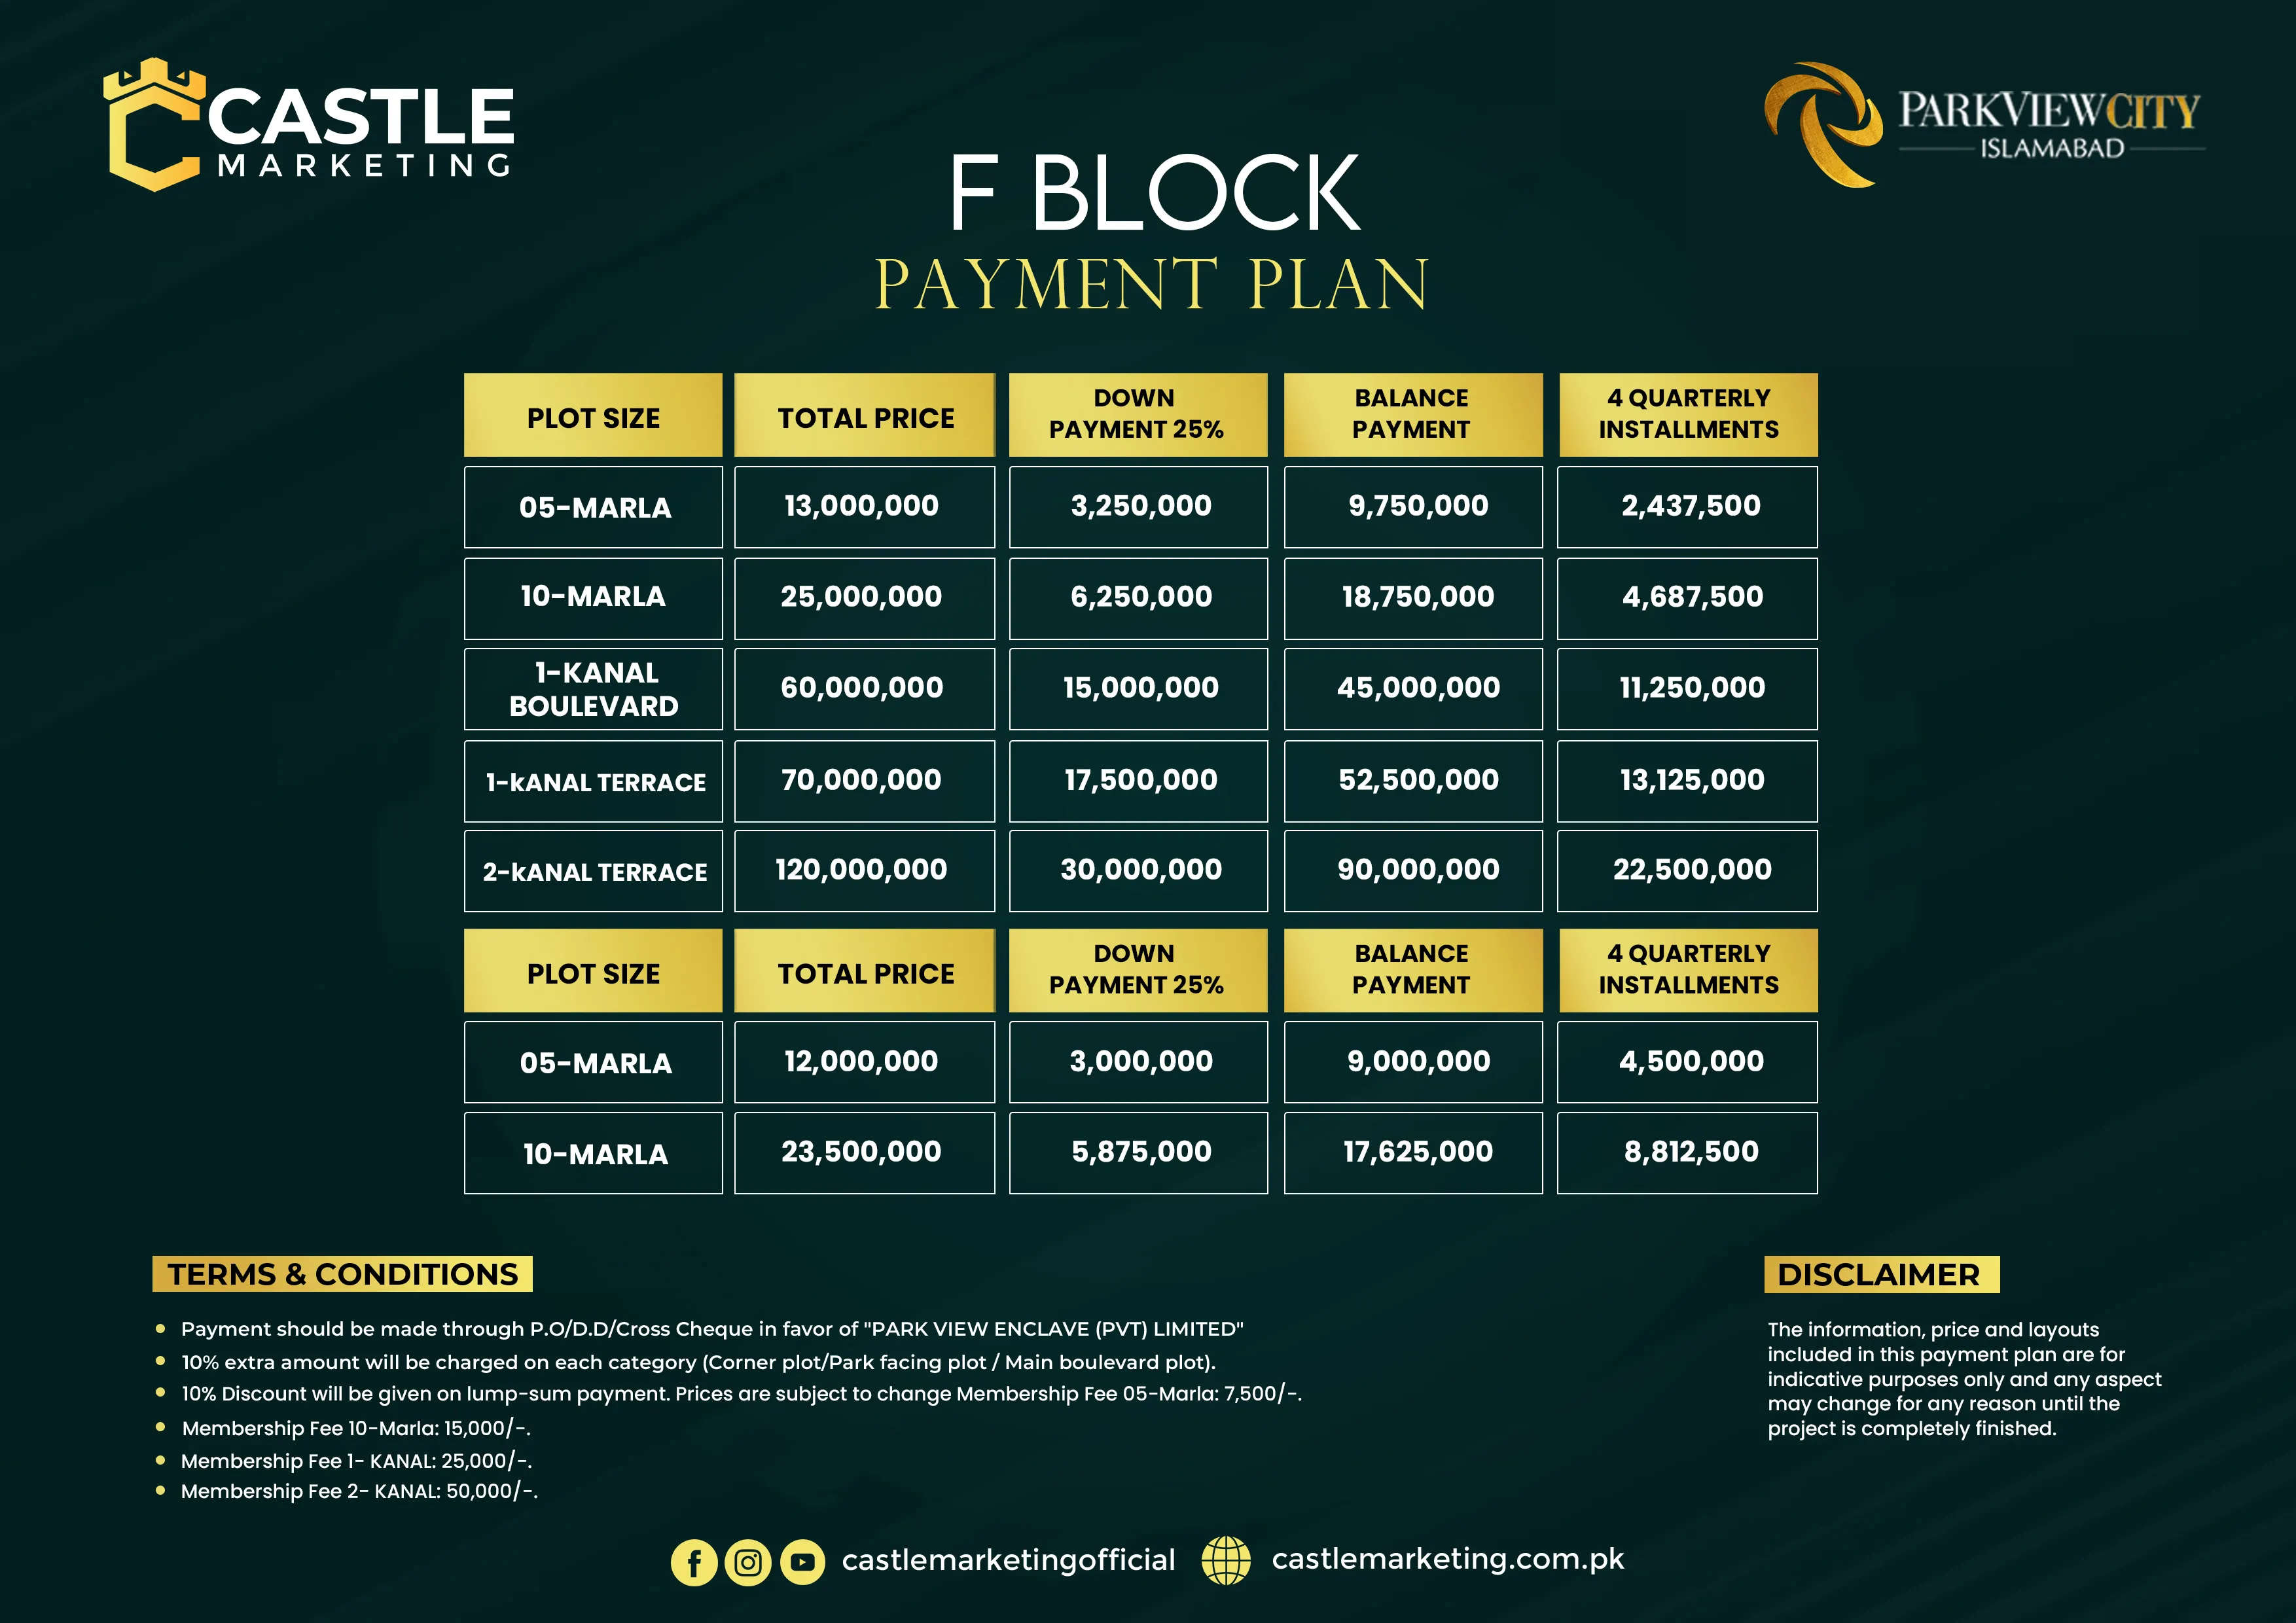 CASTLE
MARKETING
PARKVIEWCITY
ISLAMABAD
F BLOCK
PAYMENT PLAN
PLOT SIZE TOTAL PRICE DOWN PAYMENT 25% BALANCE PAYMENT 4 QUARTERLY INSTALLMENTS
05-MARLA 13,000,000 3,250,000 9,750,000 2,437,500
10-MARLA 25,000,000 6,250,000 18,750,000 4,687,500
1-KANAL BOULEVARD 60,000,000 15,000,000 45,000,000 11,250,000
1-kANAL TERRACE 70,000,000 17,500,000 52,500,000 13,125,000
2-kANAL TERRACE 120,000,000 30,000,000 90,000,000 22,500,000
PLOT SIZE TOTAL PRICE DOWN PAYMENT 25% BALANCE PAYMENT 4 QUARTERLY INSTALLMENTS
05-MARLA 12,000,000 3,000,000 9,000,000 4,500,000
10-MARLA 23,500,000 5,875,000 17,625,000 8,812,500
TERMS & CONDITIONS
• Payment should be made through P.O/D.D/Cross Cheque in favor of "PARK VIEW ENCLAVE (PVT) LIMITED"
• 10% extra amount will be charged on each category (Corner plot/Park facing plot / Main boulevard plot).
• 10% Discount will be given on lump-sum payment. Prices are subject to change Membership Fee 05-Marla: 7,500/-.
• Membership Fee 10-Marla: 15,000/-.
• Membership Fee 1- KANAL: 25,000/-.
• Membership Fee 2- KANAL: 50,000/-.
DISCLAIMER
The information, price and layouts
included in this payment plan are for
indicative purposes only and any aspect
may change for any reason until the
project is completely finished.
castlemarketingofficial
castlemarketing.com.pk